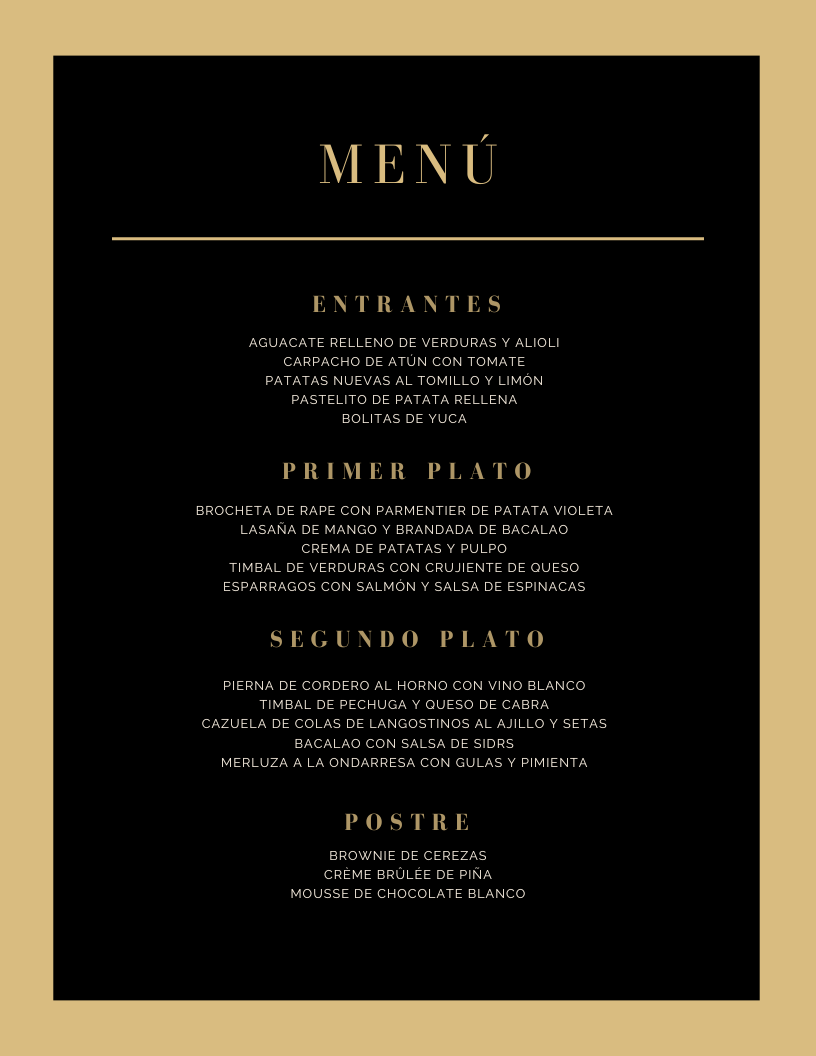 MENÚ
ENTRANTES
AGUACATE RELLENO DE VERDURAS Y ALIOLI
CARPACHO DE ATÚN CON TOMATE
PATATAS NUEVAS AL TOMILLO Y LIMÓN
PASTELITO DE PATATA RELLENA
BOLITAS DE YUCA
PRIMER PLATO
BROCHETA DE RAPE CON PARMENTIER DE PATATA VIOLETA
LASAÑA DE MANGO Y BRANDADA DE BACALAO
CREMA DE PATATAS Y PULPO
TIMBAL DE VERDURAS CON CRUJIENTE DE QUESO
ESPARRAGOS CON SALMÓN Y SALSA DE ESPINACAS
SEGUNDO PLATO
PIERNA DE CORDERO AL HORNO CON VINO BLANCO
TIMBAL DE PECHUGA Y QUESO DE CABRA
CAZUELA DE COLAS DE LANGOSTINOS AL AJILLO Y SETAS
BACALAO CON SALSA DE SIDRS
MERLUZA A LA ONDARRESA CON GULAS Y PIMIENTA
POSTRE
BROWNIE DE CEREZAS
CRÈME BRÛLÉE DE PIÑA
MOUSSE DE CHOCOLATE BLANCO